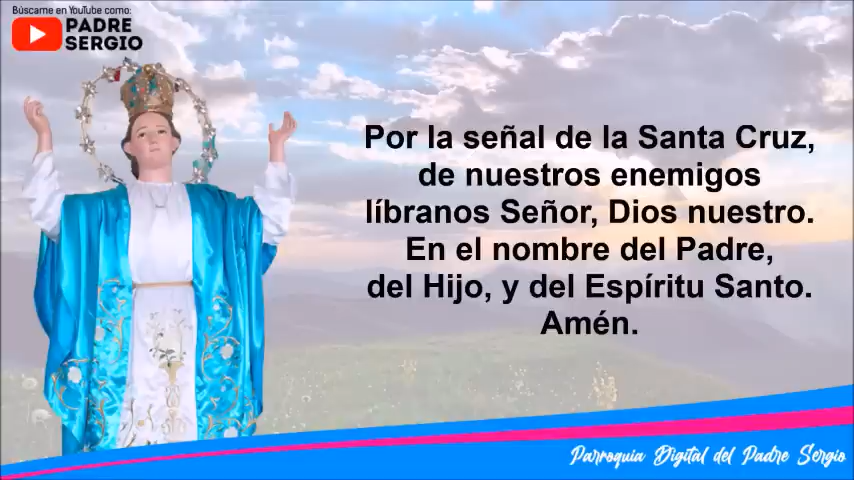 Búscame en YouTube como:
PADRE
SERGIO
Por la señal de la Santa Cruz,
de nuestros enemigos
líbranos Señor, Dios nuestro.
En el nombre del Padre,
del Hijo, y del Espíritu Santo.
Amén.
Parroquia Digital del Padre Sergio